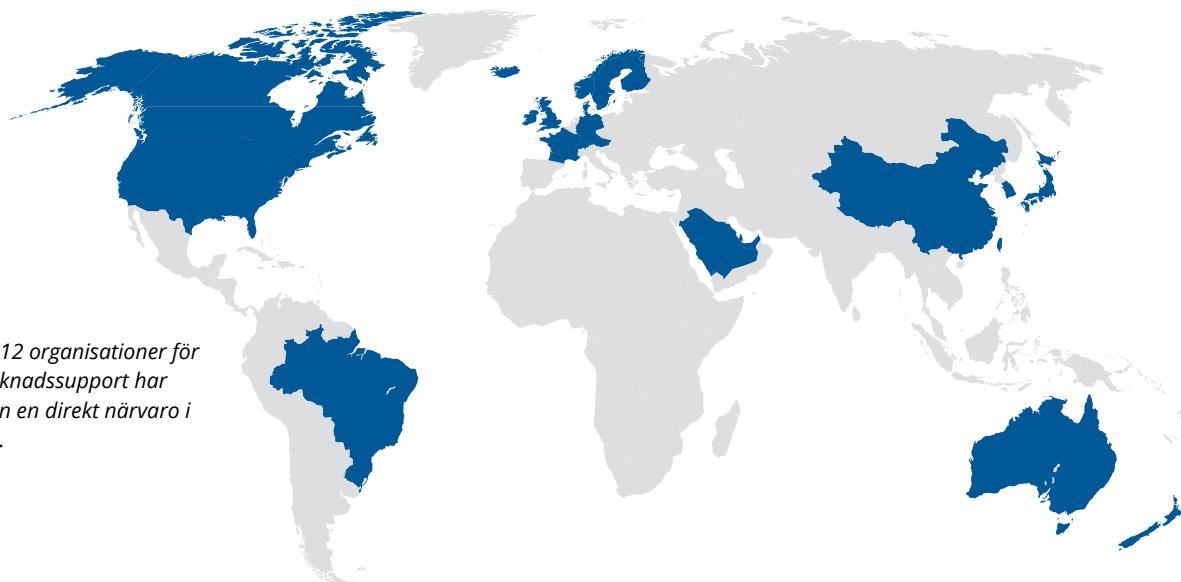 12 organisationer för
knadssupport har
n en direkt närvaro i
.